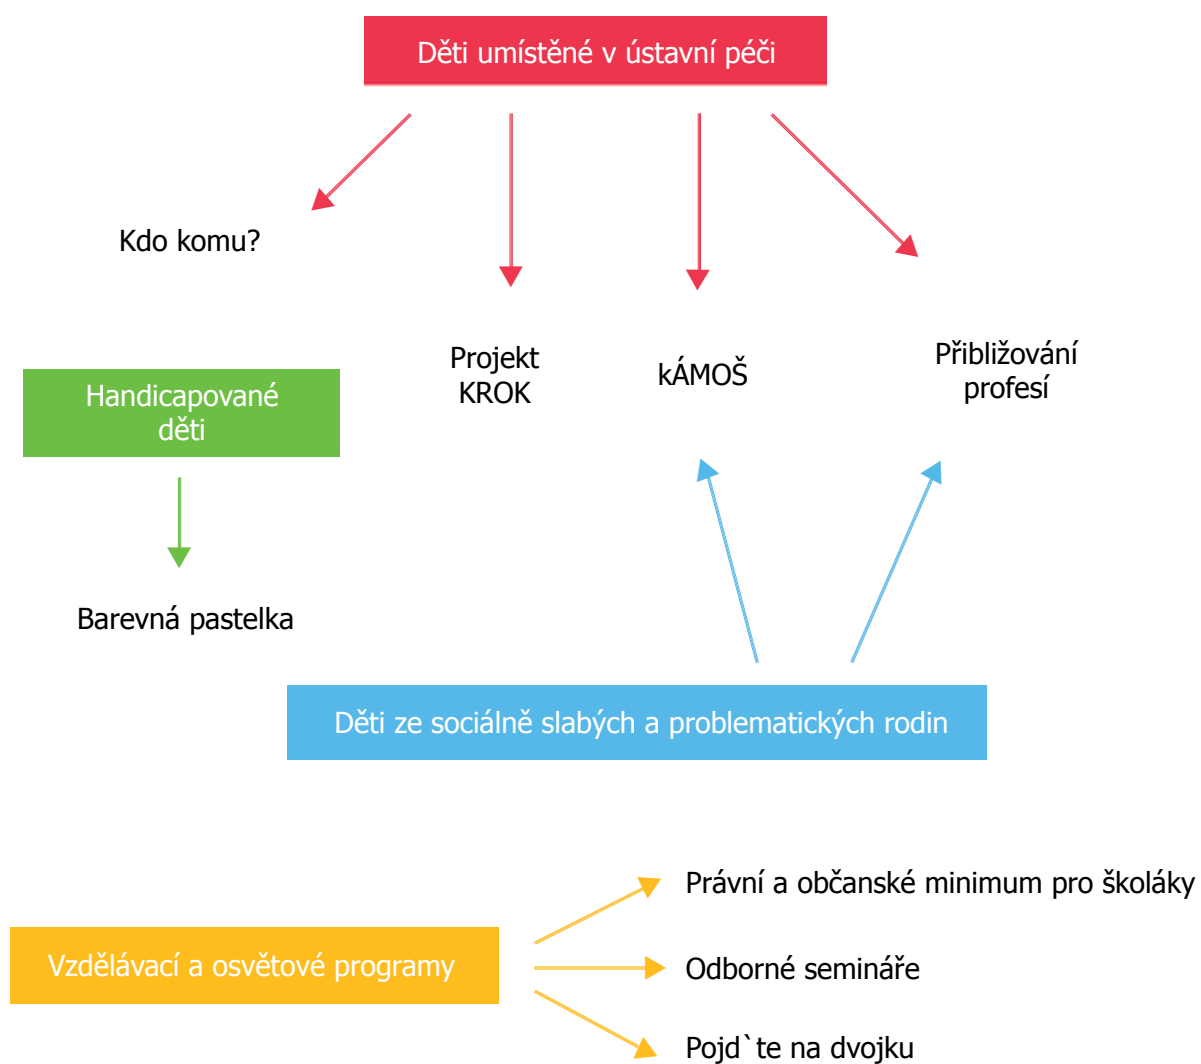 Děti umístěné v ústavní péči
Kdo komu?
Projekt
KROK
kÁMOŠ
Přibližování
profesí
Handicapované
děti
Barevná pastelka
Děti ze sociálně slabých a problematických rodin
Právní a občanské minimum pro školáky
Vzdělávací a osvětové programy
Odborné semináře
Pojd`te na dvojku